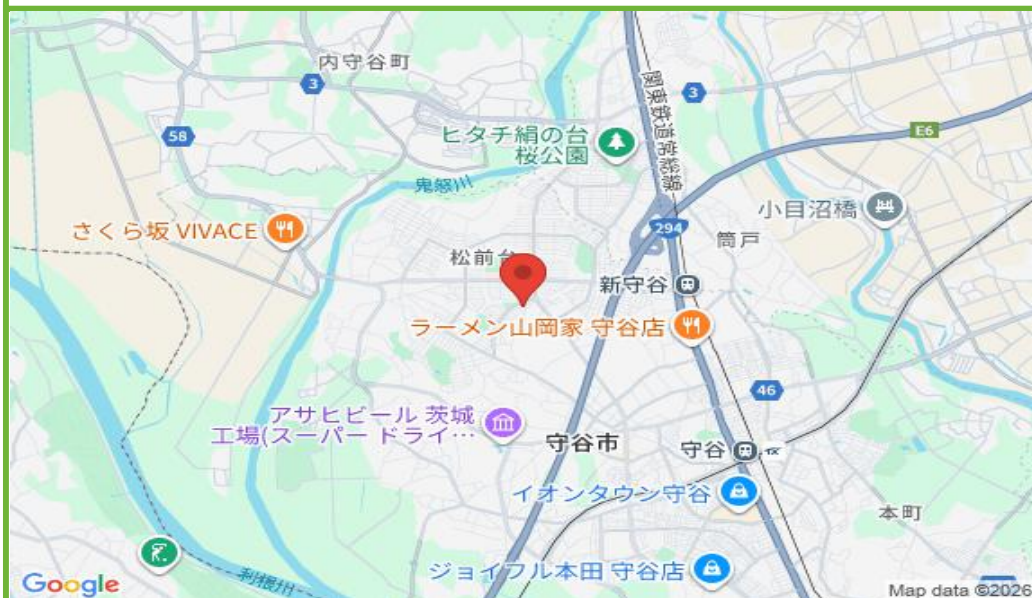 内守谷町
3
3
関東鉄道常総線
58
E6
ヒタチ絹の台
桜公園
鬼怒川
小目沼橋
さくら坂 VIVACE
294
筒戸
松前台
新守谷
ラーメン山岡家 守谷店
46
アサヒビール 茨城
工場(スーパー ドライ…
守谷市
守谷
イオンタウン守谷
本町
ジョイフル本田 守谷店
利根川
Google
Map data ©2026